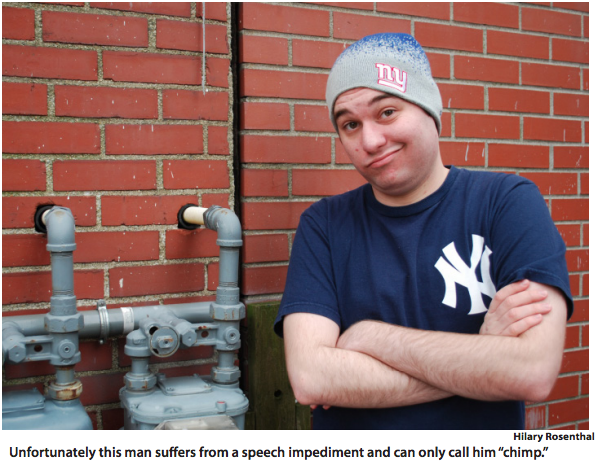 NY
NY
Hilary Rosenthal
Unfortunately this man suffers from a speech impediment and can only call him “chimp.”